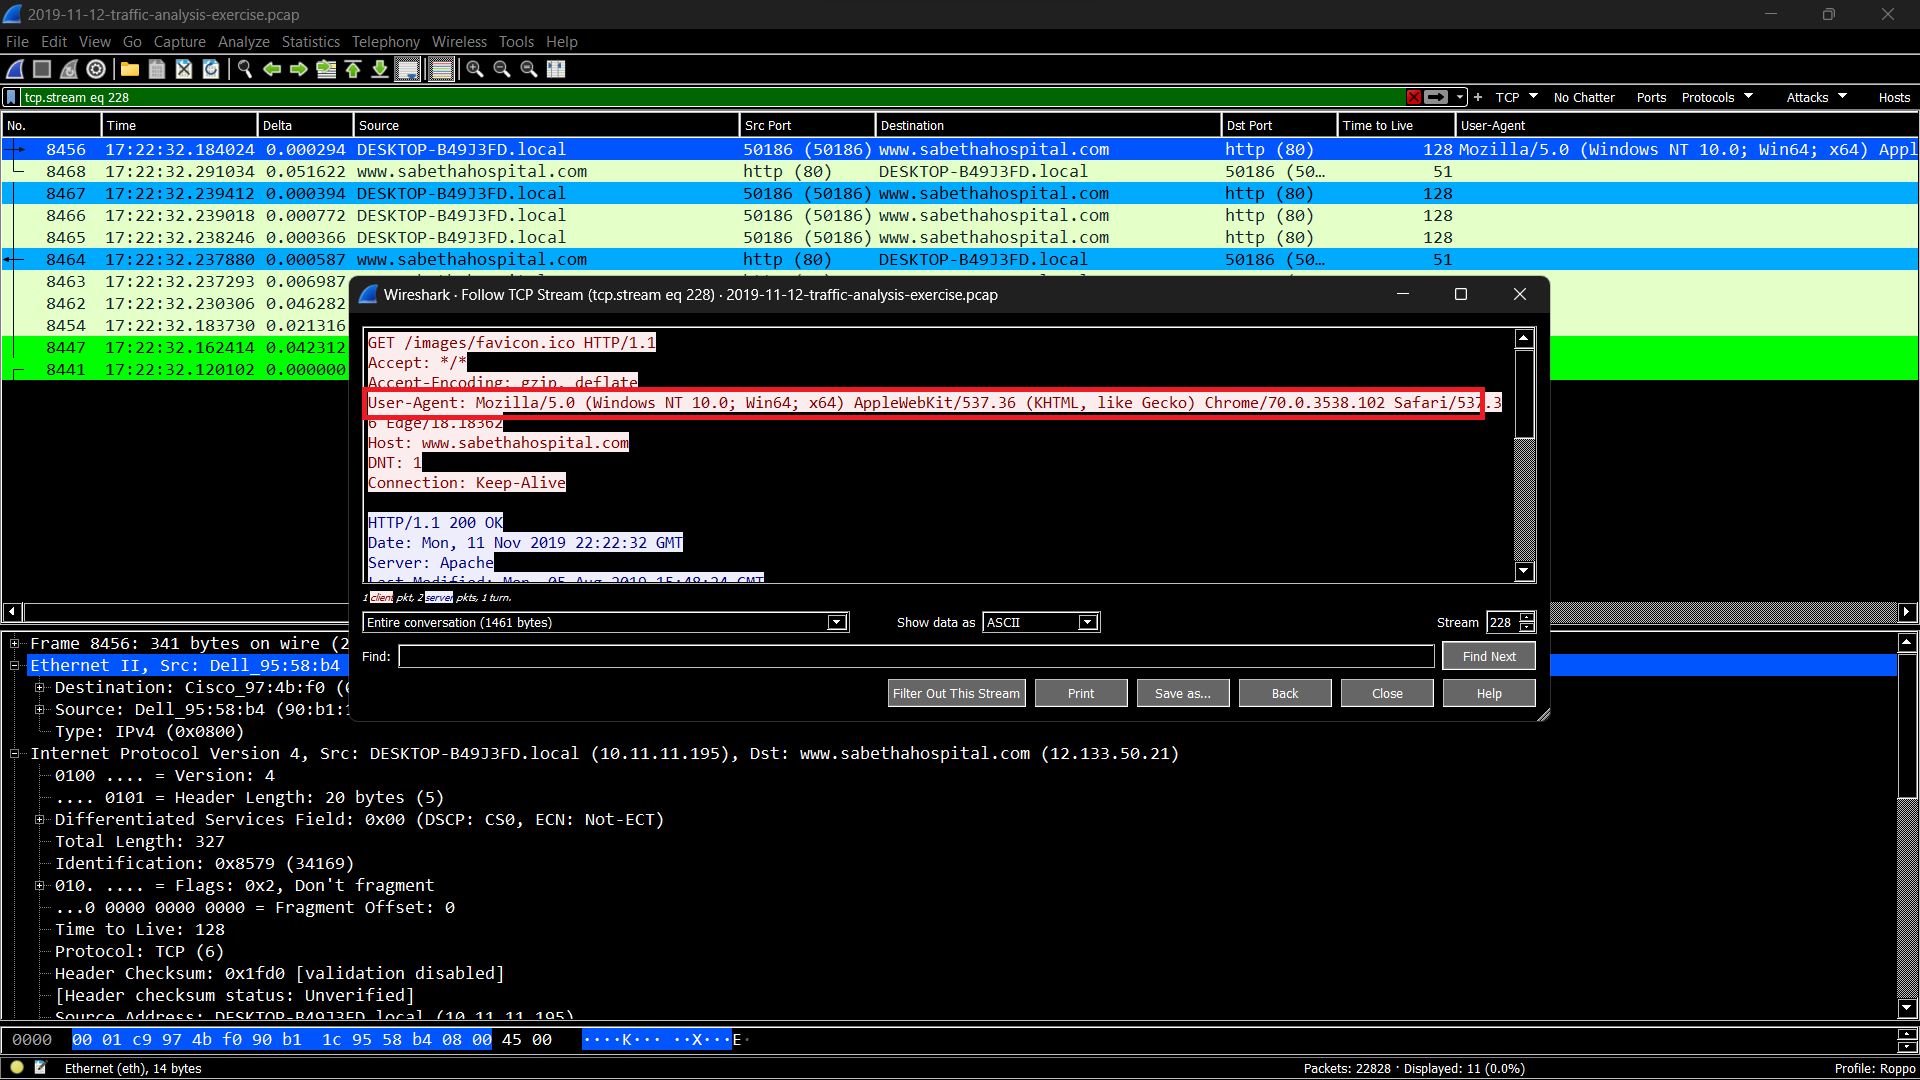 2019-11-12-traffic-analysis-exercise.pcap
File Edit View Go Capture Analyze Statistics Telephony Wireless Tools Help
tcp.stream eq 228 + TCP No Chatter Ports Protocols Attacks Hosts
No. Time Delta Source Src Port Destination Dst Port Time to Live User-Agent
8456 17:22:32.184024 0.000294 DESKTOP-B49J3FD.local 50186 (50186) www.sabethahospital.com http (80) 128 Mozilla/5.0 (Windows NT 10.0; Win64; x64) Appl
8468 17:22:32.291034 0.051622 www.sabethahospital.com http (80) DESKTOP-B49J3FD.local 50186 (50… 51
8467 17:22:32.239412 0.000394 DESKTOP-B49J3FD.local 50186 (50186) www.sabethahospital.com http (80) 128
8466 17:22:32.239018 0.000772 DESKTOP-B49J3FD.local 50186 (50186) www.sabethahospital.com http (80) 128
8465 17:22:32.238246 0.000366 DESKTOP-B49J3FD.local 50186 (50186) www.sabethahospital.com http (80) 128
8464 17:22:32.237880 0.000587 www.sabethahospital.com http (80) DESKTOP-B49J3FD.local 50186 (50… 51
8463 17:22:32.237293 0.006987
8462 17:22:32.230306 0.046282
8454 17:22:32.183730 0.021316
8447 17:22:32.162414 0.042312
8441 17:22:32.120102 0.000000
Wireshark · Follow TCP Stream (tcp.stream eq 228) · 2019-11-12-traffic-analysis-exercise.pcap
GET /images/favicon.ico HTTP/1.1
Accept: */*
Accept-Encoding: gzip, deflate
User-Agent: Mozilla/5.0 (Windows NT 10.0; Win64; x64) AppleWebKit/537.36 (KHTML, like Gecko) Chrome/70.0.3538.102 Safari/537.3
6 Edge/18.18362
Host: www.sabethahospital.com
DNT: 1
Connection: Keep-Alive
HTTP/1.1 200 OK
Date: Mon, 11 Nov 2019 22:22:32 GMT
Server: Apache
Last-Modified: Mon, 05 Aug 2019 15:48:24 GMT
1 client pkt, 2 server pkts, 1 turn.
Entire conversation (1461 bytes) Show data as ASCII Stream 228
Find: Find Next
Filter Out This Stream Print Save as... Back Close Help
Frame 8456: 341 bytes on wire (2
Ethernet II, Src: Dell_95:58:b4
Destination: Cisco_97:4b:f0 (
Source: Dell_95:58:b4 (90:b1:1
Type: IPv4 (0x0800)
Internet Protocol Version 4, Src: DESKTOP-B49J3FD.local (10.11.11.195), Dst: www.sabethahospital.com (12.133.50.21)
0100 .... = Version: 4
.... 0101 = Header Length: 20 bytes (5)
Differentiated Services Field: 0x00 (DSCP: CS0, ECN: Not-ECT)
Total Length: 327
Identification: 0x8579 (34169)
010. .... = Flags: 0x2, Don't fragment
...0 0000 0000 0000 = Fragment Offset: 0
Time to Live: 128
Protocol: TCP (6)
Header Checksum: 0x1fd0 [validation disabled]
[Header checksum status: Unverified]
Source Address: DESKTOP-B49J3FD.local (10.11.11.195)
0000 00 01 c9 97 4b f0 90 b1 1c 95 58 b4 08 00 45 00 ····K··· ··X···E·
Ethernet (eth), 14 bytes Packets: 22828 · Displayed: 11 (0.0%) Profile: Roppo